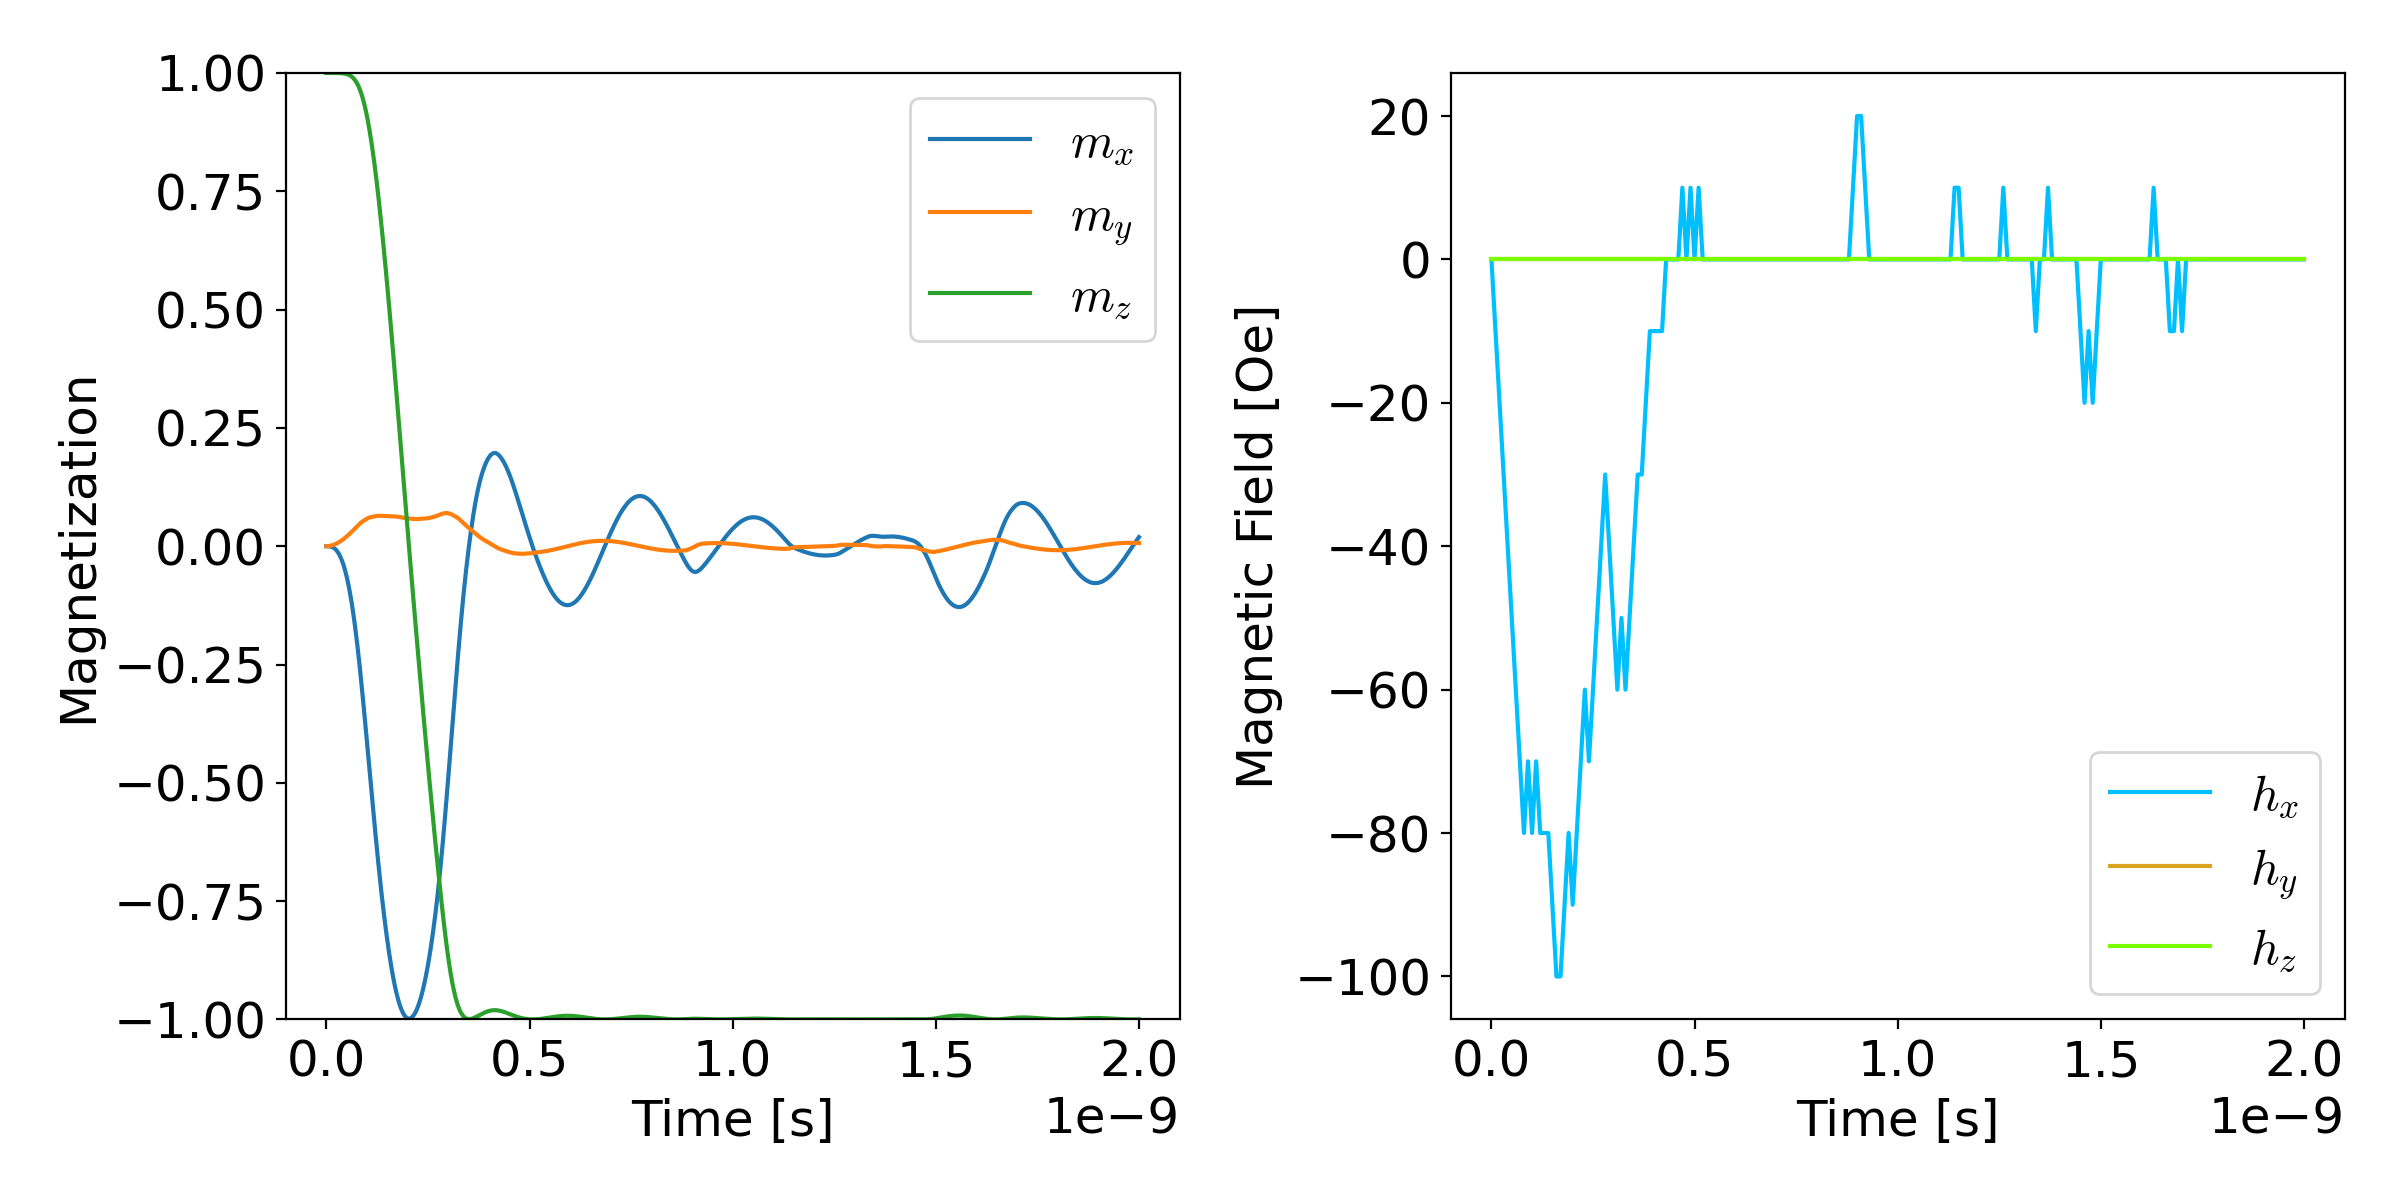 1.00
0.75
0.50
0.25
0.00
−0.25
−0.50
−0.75
−1.00
Magnetization
0.0 0.5 1.0 1.5 2.0
Time [s]
1e−9
m_x
m_y
m_z
20
0
−20
−40
−60
−80
−100
Magnetic Field [Oe]
0.0 0.5 1.0 1.5 2.0
Time [s]
1e−9
h_x
h_y
h_z